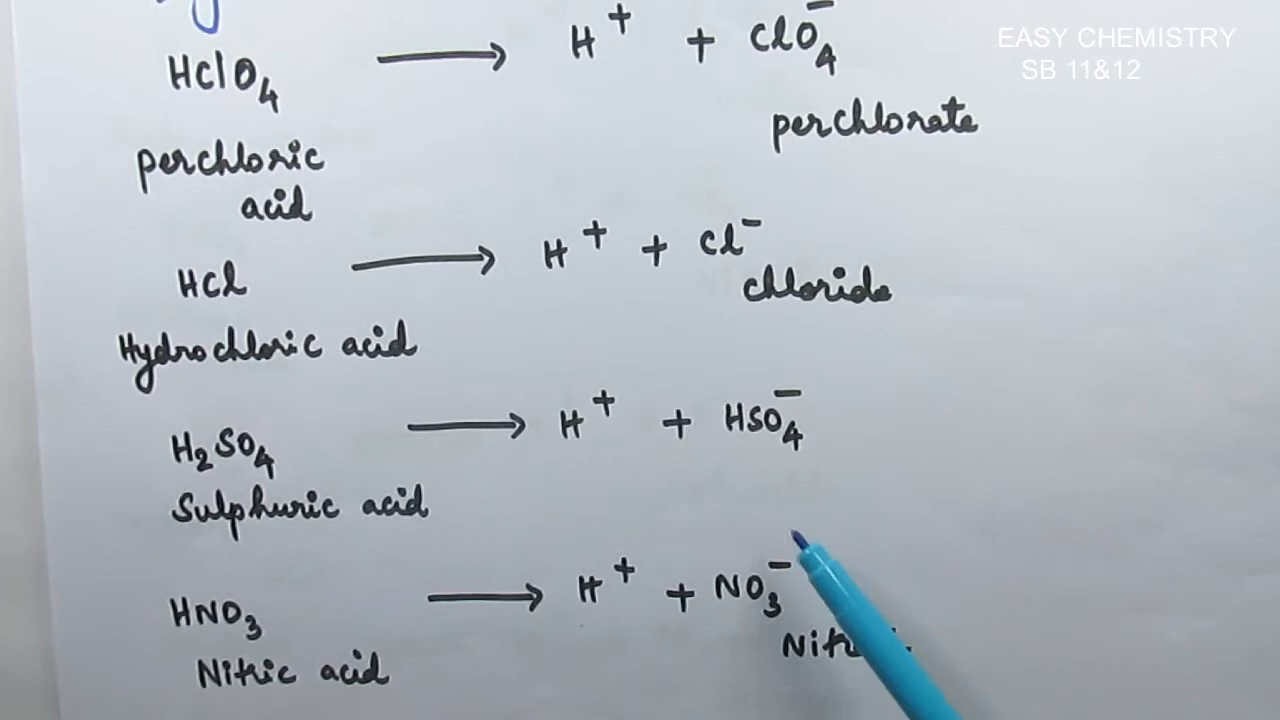 HClO₄ ⟶ H⁺ + ClO₄⁻
perchloric acid
perchlorate
HCl ⟶ H⁺ + Cl⁻
chloride
Hydrochloric acid
H₂SO₄ ⟶ H⁺ + HSO₄⁻
Sulphuric acid
HNO₃ ⟶ H⁺ + NO₃⁻
Nitric acid
EASY CHEMISTRY
SB 11&12